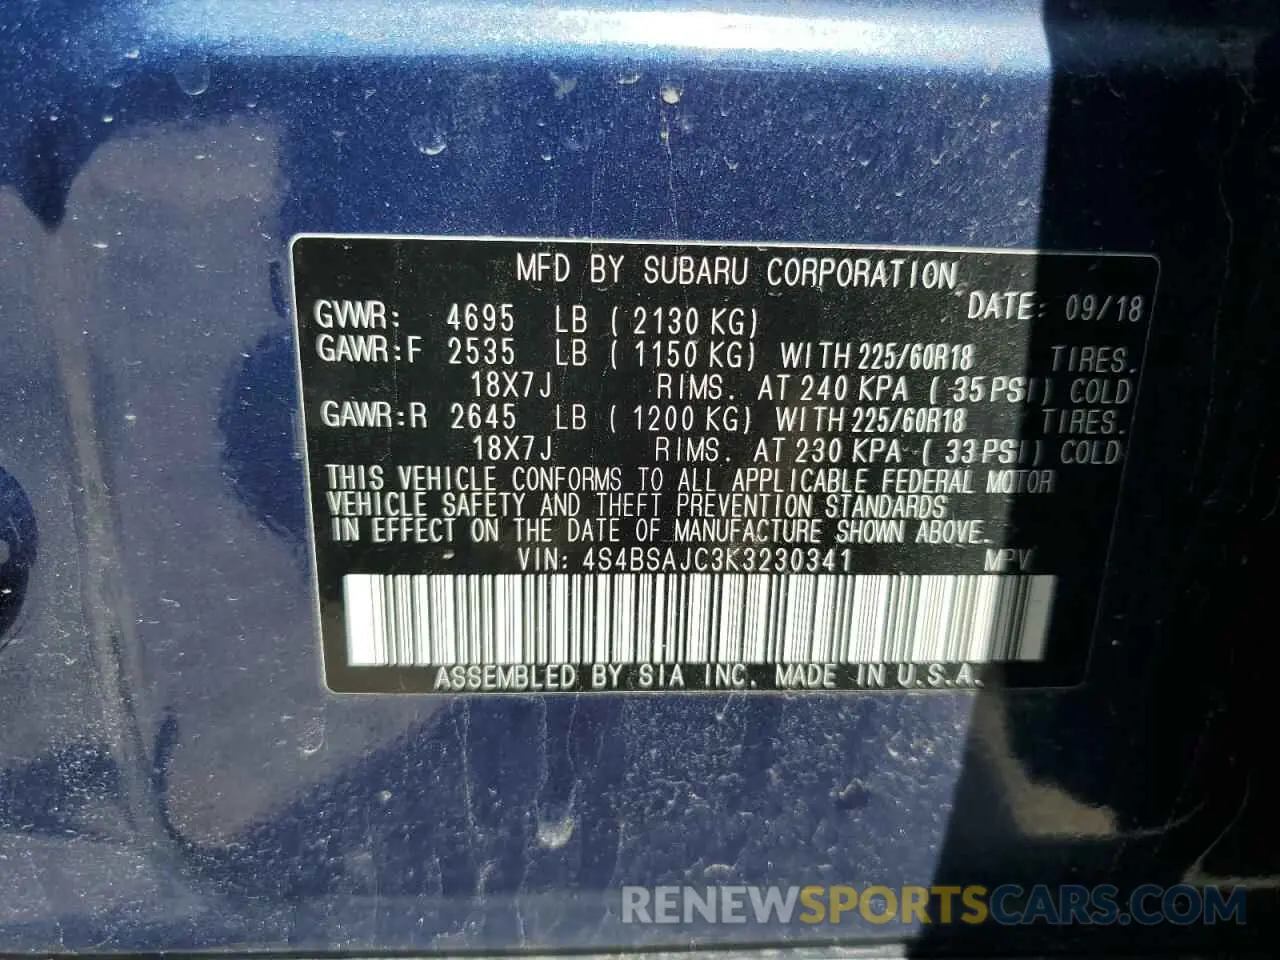 MFD BY SUBARU CORPORATION
DATE: 09/18
GVWR: 4695 LB ( 2130 KG)
GAWR:F 2535 LB ( 1150 KG) WITH 225/60R18 TIRES.
18X7J RIMS. AT 240 KPA ( 35 PSI) COLD
GAWR:R 2645 LB ( 1200 KG) WITH 225/60R18 TIRES.
18X7J RIMS. AT 230 KPA ( 33 PSI) COLD
THIS VEHICLE CONFORMS TO ALL APPLICABLE FEDERAL MOTOR
VEHICLE SAFETY AND THEFT PREVENTION STANDARDS
IN EFFECT ON THE DATE OF MANUFACTURE SHOWN ABOVE.
VIN: 4S4BSAJC3K3230341 MPV
ASSEMBLED BY SIA INC. MADE IN U.S.A.
RENEWSPORTSCARS.COM